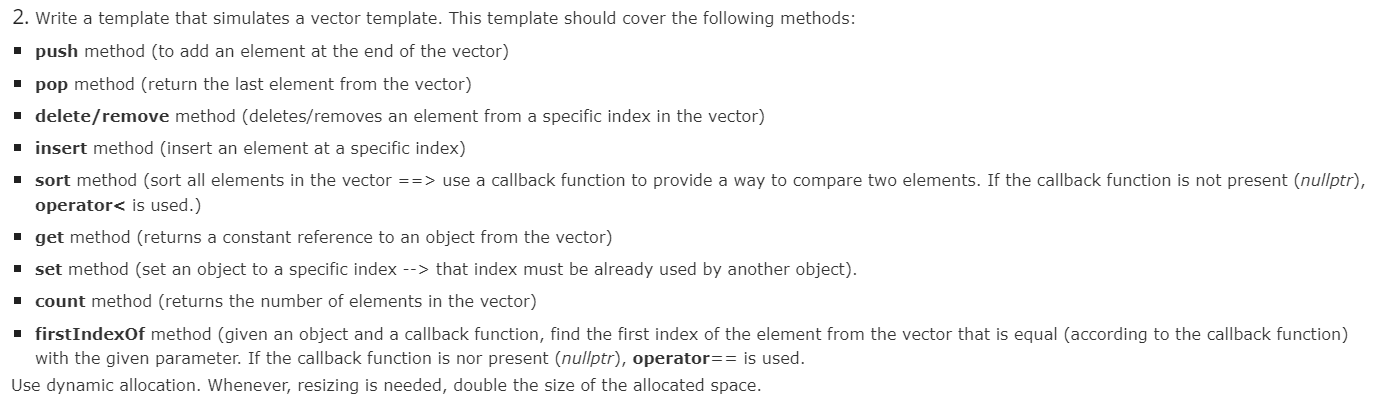 2. Write a template that simulates a vector template. This template should cover the following methods:
▪ push method (to add an element at the end of the vector)
▪ pop method (return the last element from the vector)
▪ delete/remove method (deletes/removes an element from a specific index in the vector)
▪ insert method (insert an element at a specific index)
▪ sort method (sort all elements in the vector ==> use a callback function to provide a way to compare two elements. If the callback function is not present (nullptr),
operator< is used.)
▪ get method (returns a constant reference to an object from the vector)
▪ set method (set an object to a specific index --> that index must be already used by another object).
▪ count method (returns the number of elements in the vector)
▪ firstIndexOf method (given an object and a callback function, find the first index of the element from the vector that is equal (according to the callback function)
with the given parameter. If the callback function is nor present (nullptr), operator== is used.
Use dynamic allocation. Whenever, resizing is needed, double the size of the allocated space.